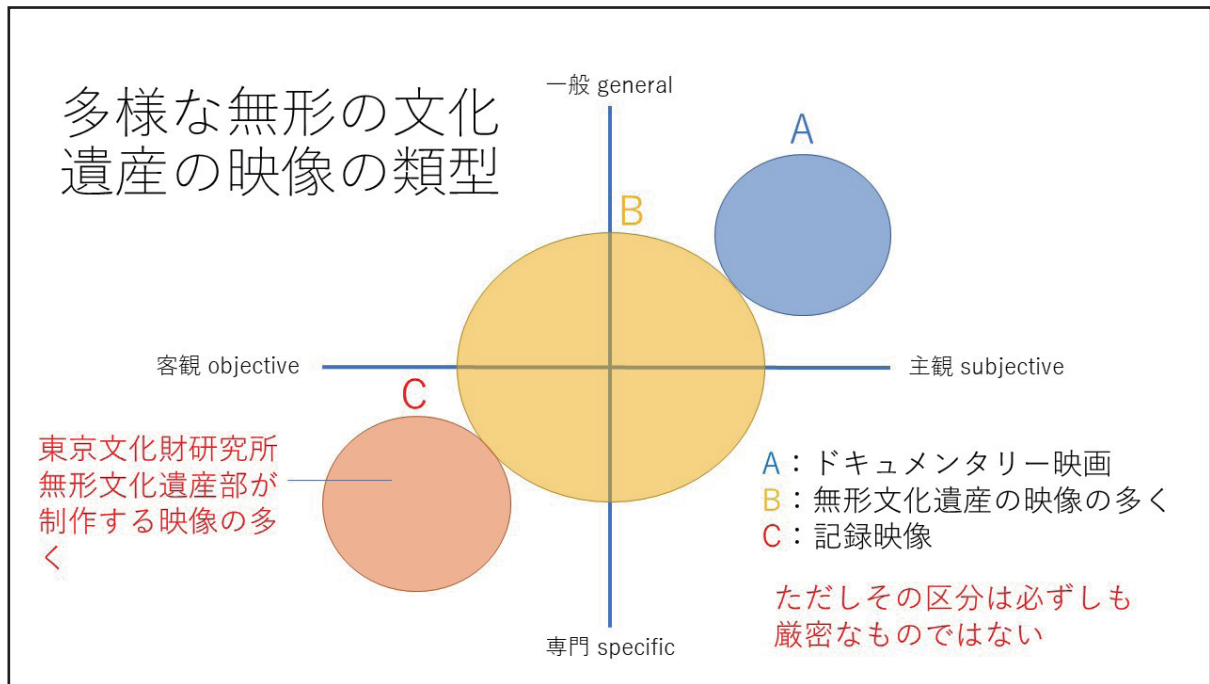 多様な無形の文化
遺産の映像の類型
一般 general
A
B
客観 objective
主観 subjective
C
東京文化財研究所
無形文化遺産部が
制作する映像の多
く
A：ドキュメンタリー映画
B：無形文化遺産の映像の多く
C：記録映像
ただしその区分は必ずしも
厳密なものではない
専門 specific